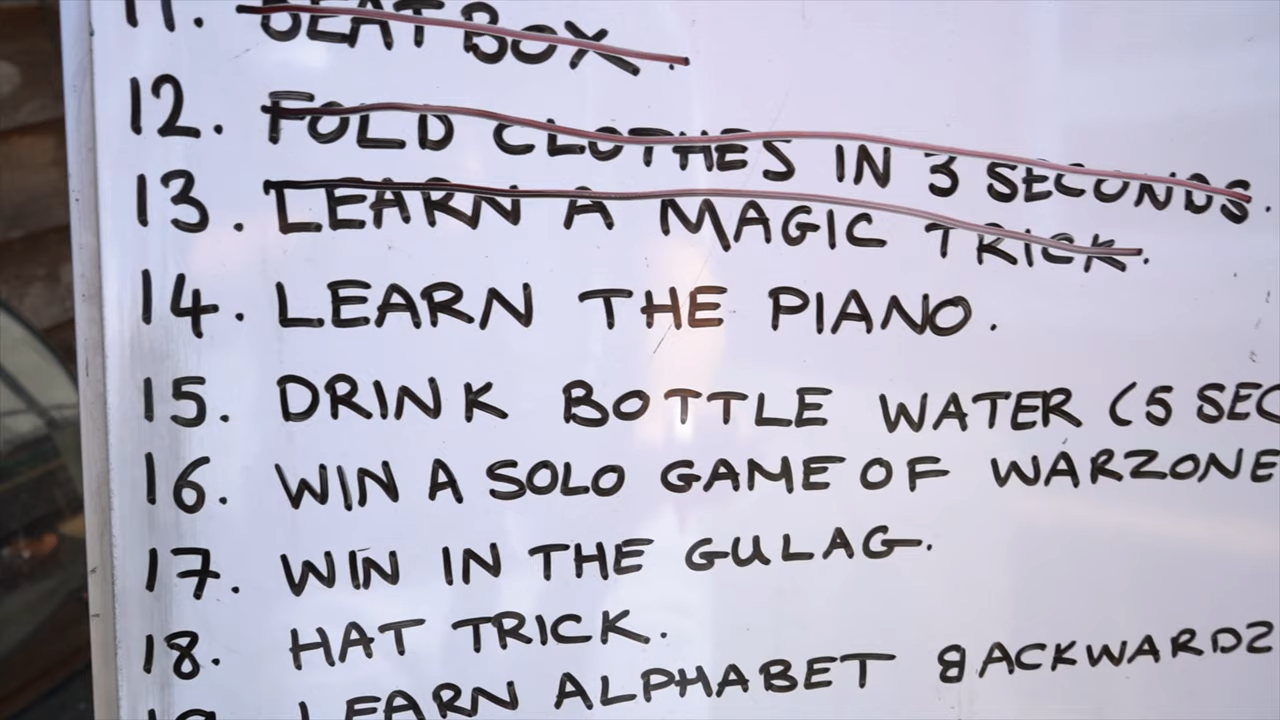 11. BEAT BOX.
12. FOLD CLOTHES IN 3 SECONDS.
13. LEARN A MAGIC TRICK.
14. LEARN THE PIANO.
15. DRINK BOTTLE WATER (5 SEC
16. WIN A SOLO GAME OF WARZONE
17. WIN IN THE GULAG.
18. HAT TRICK.
19. LEARN ALPHABET BACKWARDZ